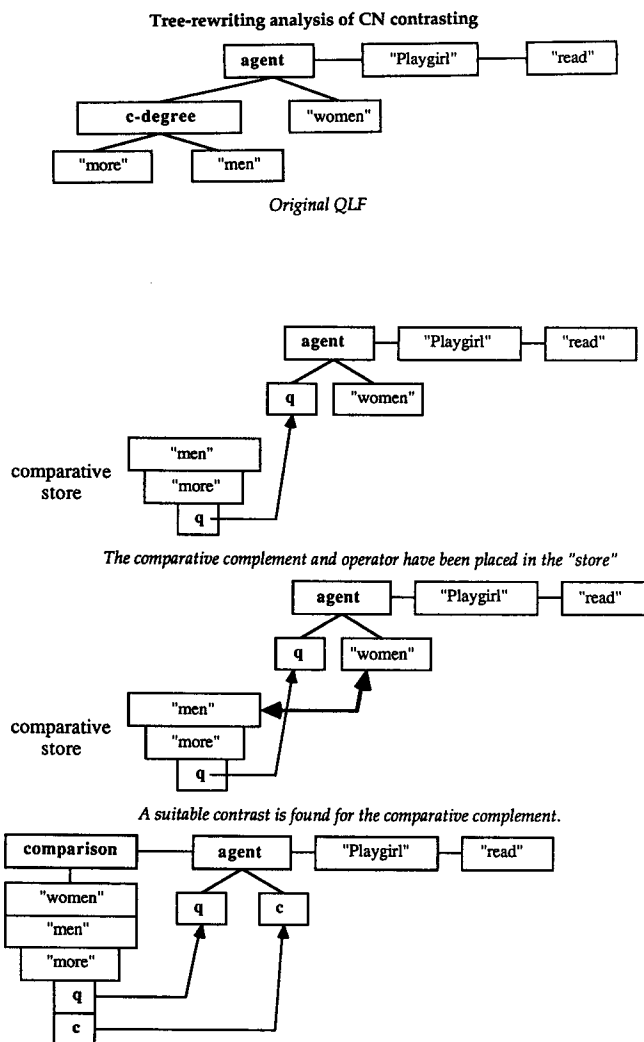 Tree-rewriting analysis of CN contrasting
agent "Playgirl" "read"
c-degree "women"
"more" "men"
Original QLF
agent "Playgirl" "read"
q "women"
"men"
comparative store
"more"
q
The comparative complement and operator have been placed in the "store"
agent "Playgirl" "read"
q "women"
"men"
comparative store
"more"
q
A suitable contrast is found for the comparative complement.
comparison agent "Playgirl" "read"
"women" q c
"men"
"more"
q
c